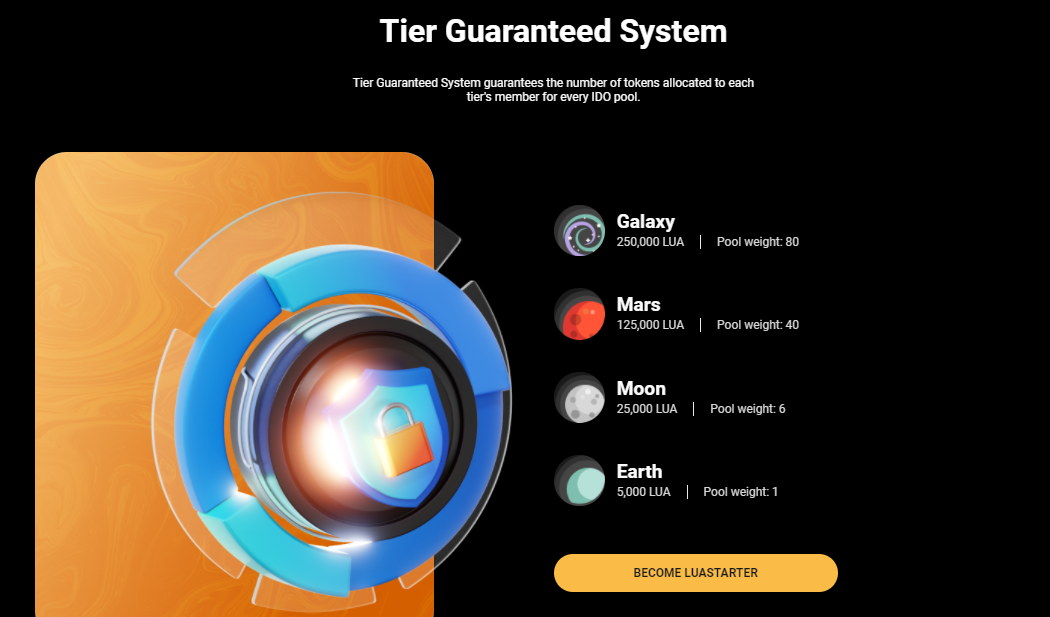 Tier Guaranteed System
Tier Guaranteed System guarantees the number of tokens allocated to each
tier's member for every IDO pool.
Galaxy
250,000 LUA | Pool weight: 80
Mars
125,000 LUA | Pool weight: 40
Moon
25,000 LUA | Pool weight: 6
Earth
5,000 LUA | Pool weight: 1
BECOME LUASTARTER